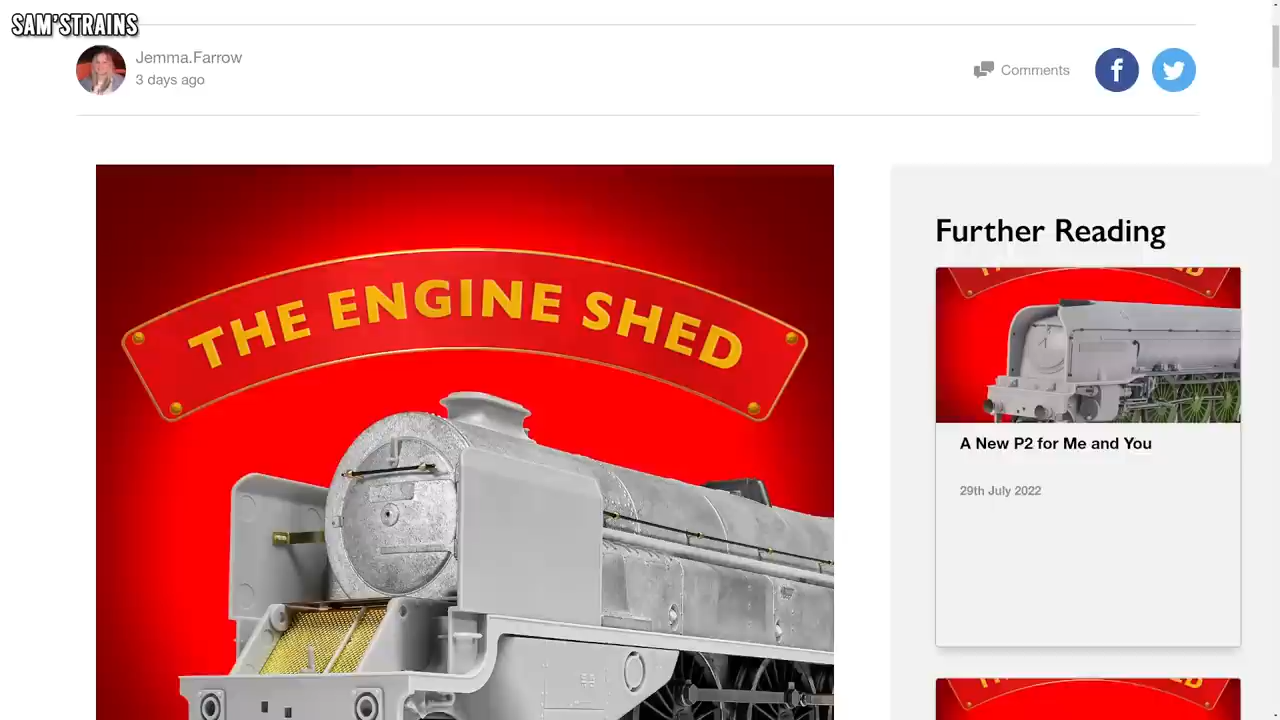 SAM'STRAINS
Jemma.Farrow
3 days ago
Comments
THE ENGINE SHED
Further Reading
A New P2 for Me and You
29th July 2022